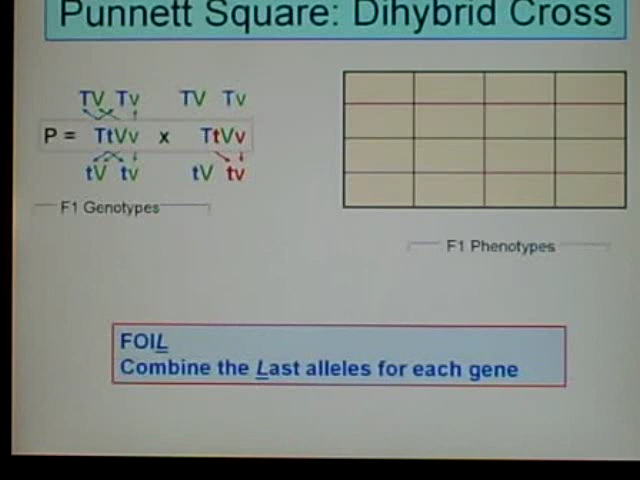 Punnett Square: Dihybrid Cross
TV Tv TV Tv
P = TtVv x TtVv
tV tv tV tv
F1 Genotypes
F1 Phenotypes
FOIL
Combine the Last alleles for each gene